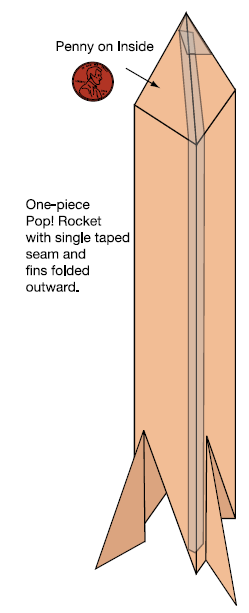 Penny on Inside
One-piece
Pop! Rocket
with single taped
seam and
fins folded
outward.